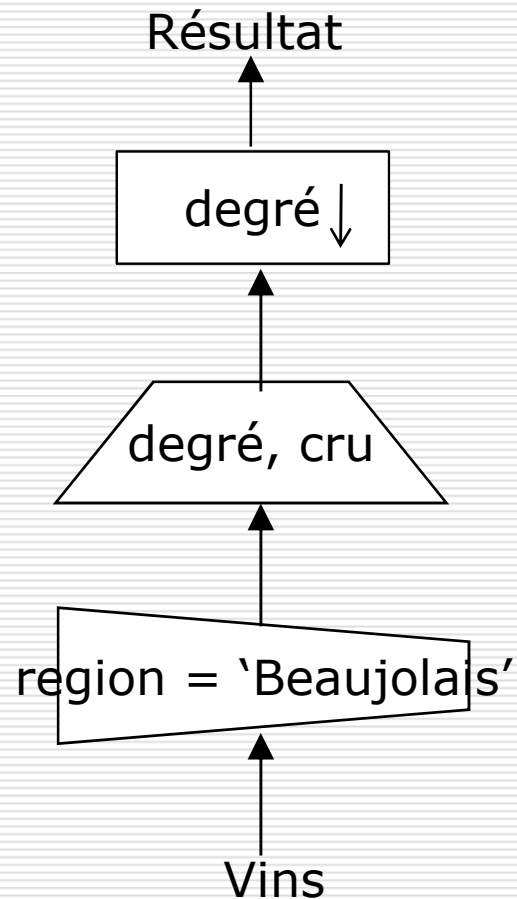 Résultat
degré
degré, cru
region = ‘Beaujolais’
Vins